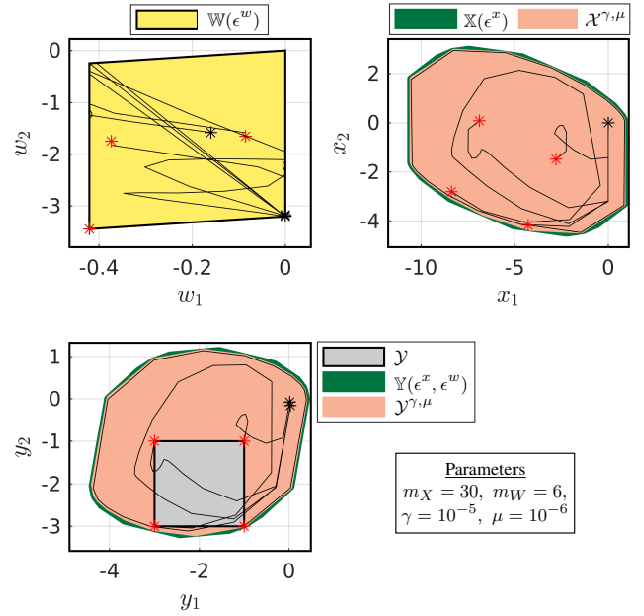 𝕎(ϵ^w)
𝕏(ϵ^x) 𝒳^{γ,μ}
0
-1
-2
-3
w_2
-0.4 -0.2 0
w_1
2
0
-2
-4
x_2
-10 -5 0
x_1
1
0
-1
-2
-3
y_2
-4 -2 0
y_1
𝒴
𝕐(ϵ^x, ϵ^w)
𝒴^{γ,μ}
Parameters
m_X = 30, m_W = 6,
γ = 10^{-5}, μ = 10^{-6}